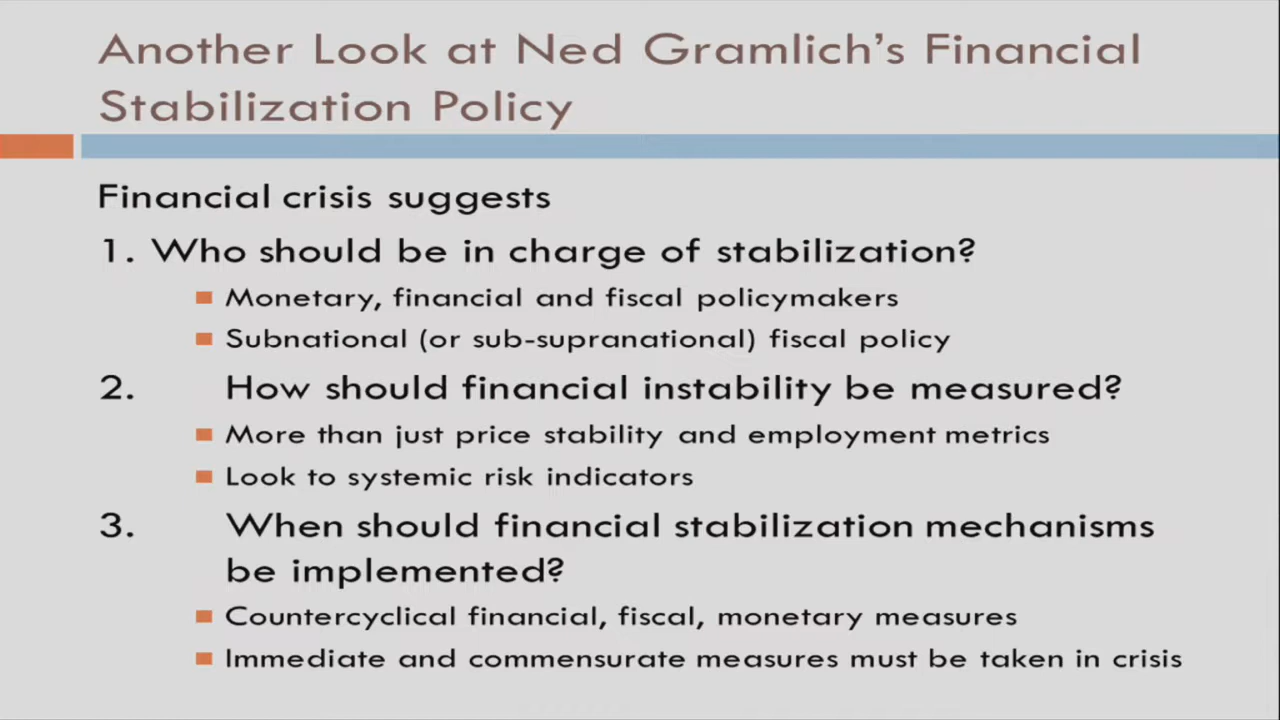 Another Look at Ned Gramlich’s Financial
Stabilization Policy
Financial crisis suggests
1. Who should be in charge of stabilization?
Monetary, financial and fiscal policymakers
Subnational (or sub-supranational) fiscal policy
2. How should financial instability be measured?
More than just price stability and employment metrics
Look to systemic risk indicators
3. When should financial stabilization mechanisms
be implemented?
Countercyclical financial, fiscal, monetary measures
Immediate and commensurate measures must be taken in crisis